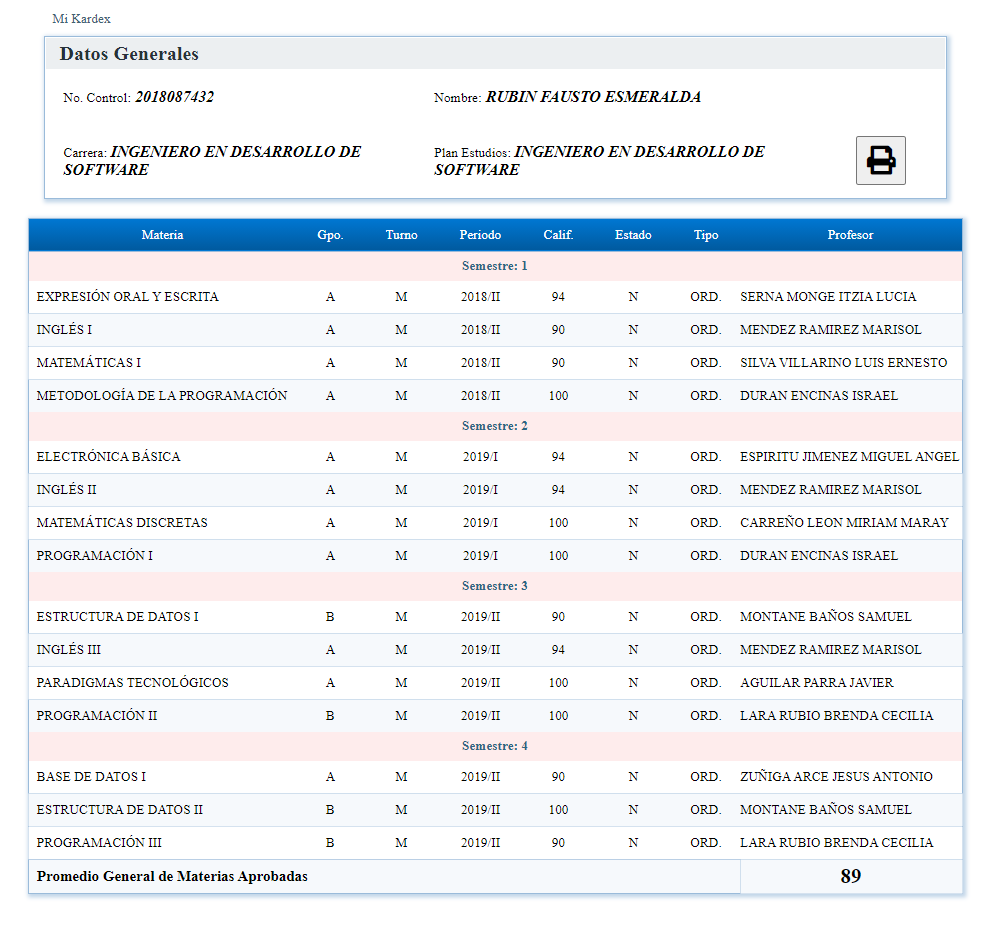 Mi Kardex
Datos Generales
No. Control: 2018087432 Nombre: RUBIN FAUSTO ESMERALDA
Carrera: INGENIERO EN DESARROLLO DE SOFTWARE
Plan Estudios: INGENIERO EN DESARROLLO DE SOFTWARE
Materia Gpo. Turno Periodo Calif. Estado Tipo Profesor
Semestre: 1
EXPRESIÓN ORAL Y ESCRITA A M 2018/II 94 N ORD. SERNA MONGE ITZIA LUCIA
INGLÉS I A M 2018/II 90 N ORD. MENDEZ RAMIREZ MARISOL
MATEMÁTICAS I A M 2018/II 90 N ORD. SILVA VILLARINO LUIS ERNESTO
METODOLOGÍA DE LA PROGRAMACIÓN A M 2018/II 100 N ORD. DURAN ENCINAS ISRAEL
Semestre: 2
ELECTRÓNICA BÁSICA A M 2019/I 94 N ORD. ESPIRITU JIMENEZ MIGUEL ANGEL
INGLÉS II A M 2019/I 94 N ORD. MENDEZ RAMIREZ MARISOL
MATEMÁTICAS DISCRETAS A M 2019/I 100 N ORD. CARREÑO LEON MIRIAM MARAY
PROGRAMACIÓN I A M 2019/I 100 N ORD. DURAN ENCINAS ISRAEL
Semestre: 3
ESTRUCTURA DE DATOS I B M 2019/II 90 N ORD. MONTANE BAÑOS SAMUEL
INGLÉS III A M 2019/II 94 N ORD. MENDEZ RAMIREZ MARISOL
PARADIGMAS TECNOLÓGICOS A M 2019/II 100 N ORD. AGUILAR PARRA JAVIER
PROGRAMACIÓN II B M 2019/II 100 N ORD. LARA RUBIO BRENDA CECILIA
Semestre: 4
BASE DE DATOS I A M 2019/II 90 N ORD. ZUÑIGA ARCE JESUS ANTONIO
ESTRUCTURA DE DATOS II B M 2019/II 100 N ORD. MONTANE BAÑOS SAMUEL
PROGRAMACIÓN III B M 2019/II 90 N ORD. LARA RUBIO BRENDA CECILIA
Promedio General de Materias Aprobadas 89